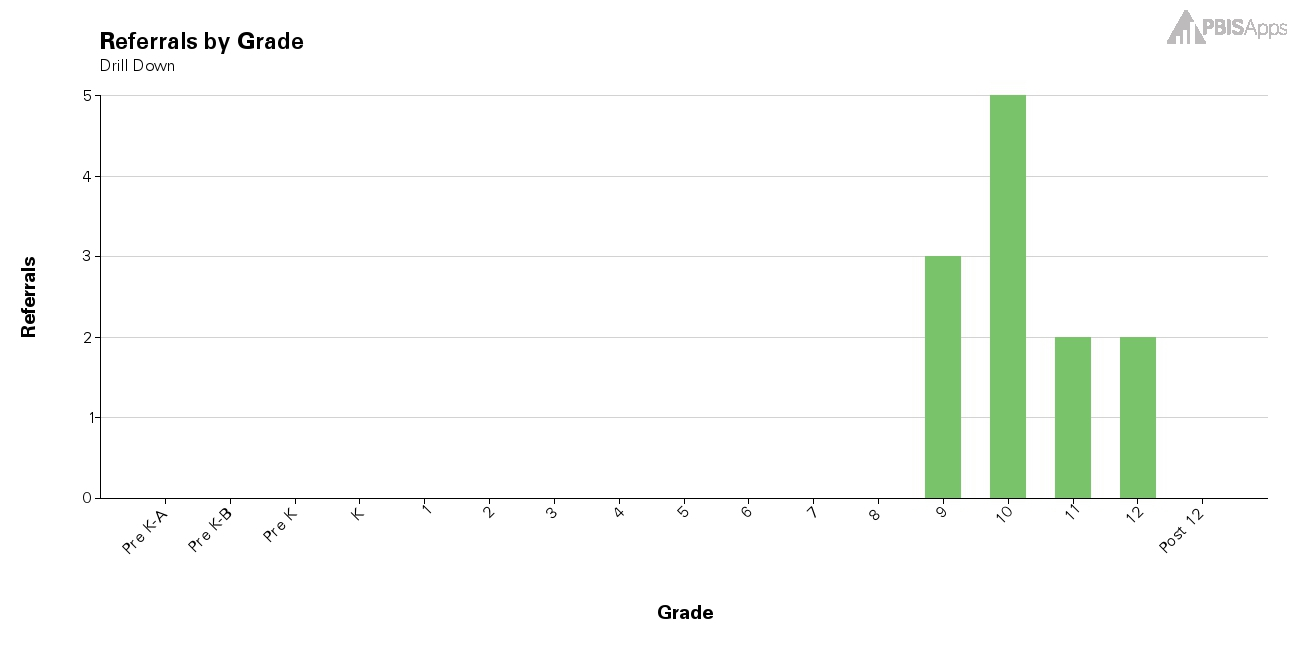 PBISApps
Referrals by Grade
Drill Down
5
4
3
2
1
0
Referrals
Pre K-A Pre K-B Pre K K 1 2 3 4 5 6 7 8 9 10 11 12 Post 12
Grade